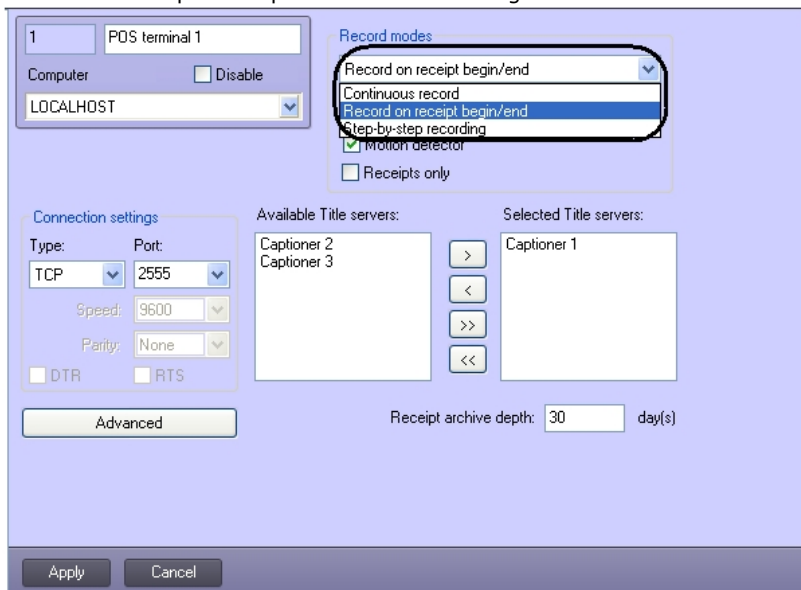 1 POS terminal 1
Computer Disable
LOCALHOST
Record modes
Record on receipt begin/end
Continuous record
Record on receipt begin/end
Step-by-step recording
Motion detector
Receipts only
Connection settings
Type: Port:
TCP 2555
Speed: 9600
Parity: None
DTR RTS
Advanced
Available Title servers:
Captioner 2
Captioner 3
>
<
>>
<<
Selected Title servers:
Captioner 1
Receipt archive depth: 30 day(s)
Apply Cancel